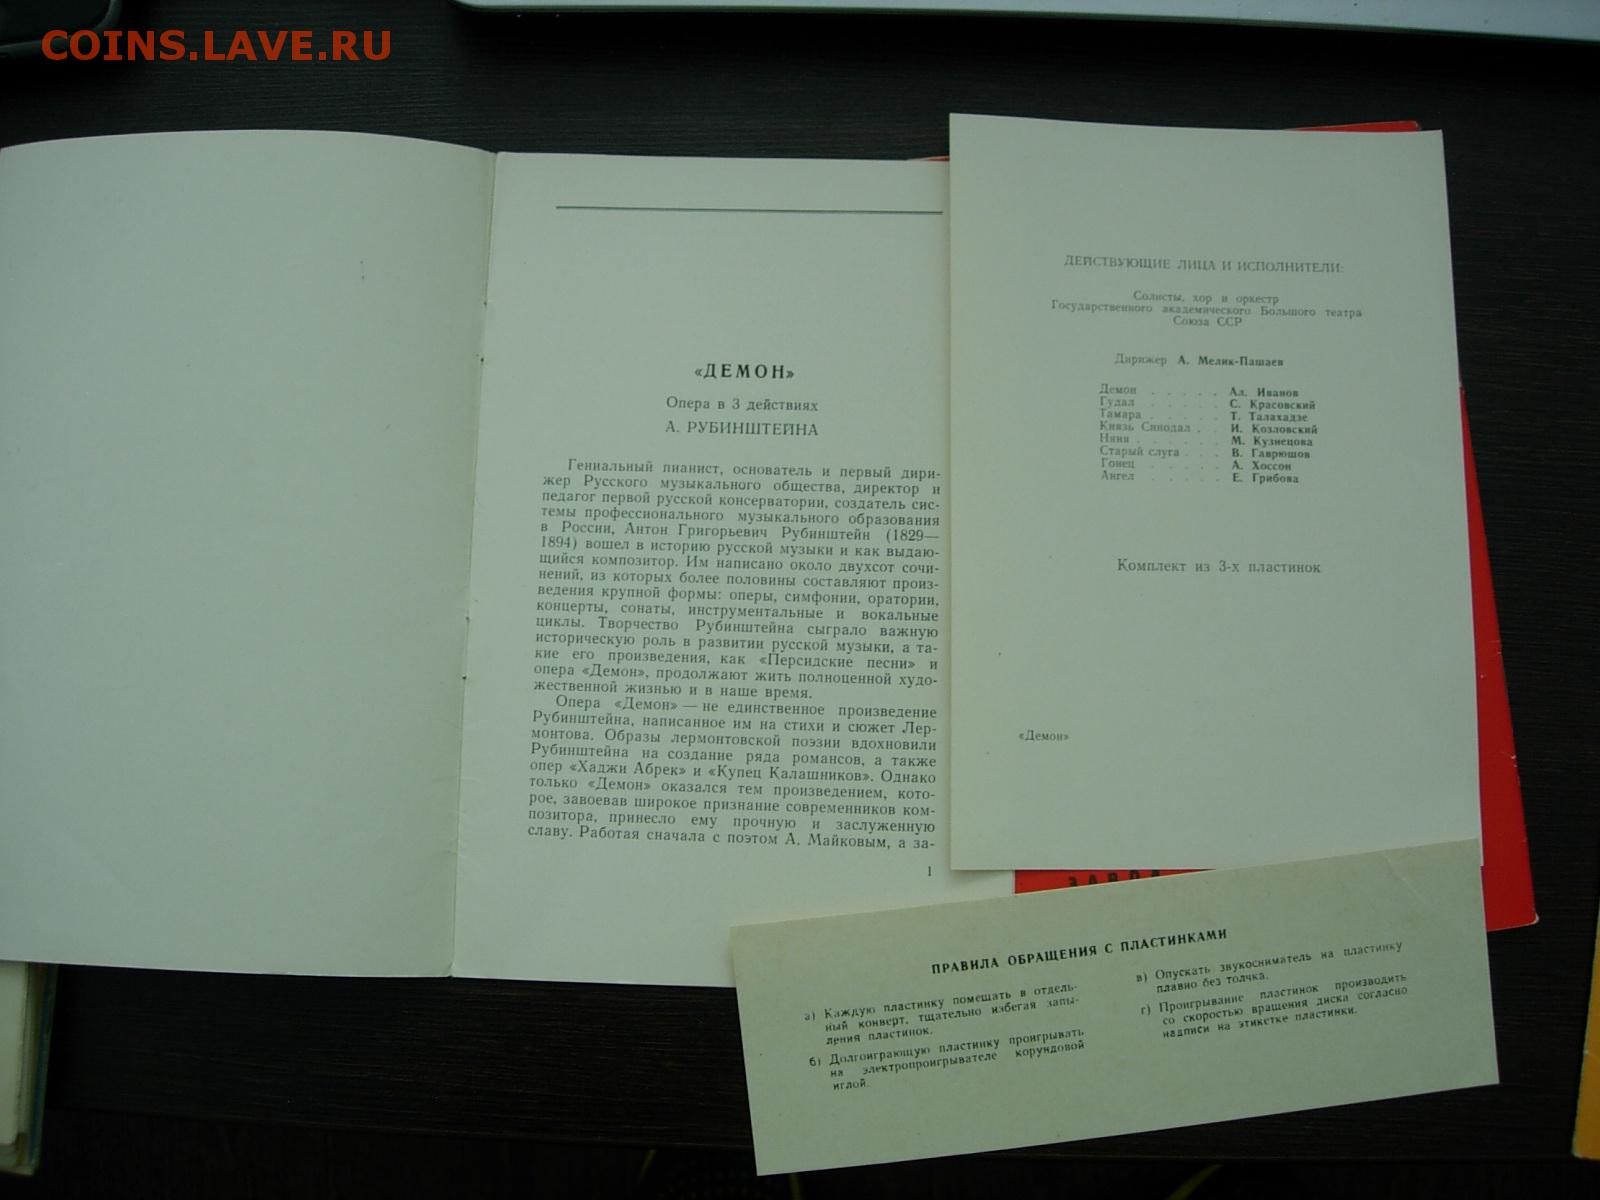 COINS.LAVE.RU
«ДЕМОН»
Опера в 3 действиях
А. РУБИНШТЕЙНА
Гениальный пианист, основатель и первый дири-
жер Русского музыкального общества, директор и
педагог первой русской консерватории, создатель сис-
темы профессионального музыкального образования
в России, Антон Григорьевич Рубинштейн (1829—
1894) вошел в историю русской музыки и как выдаю-
щийся композитор. Им написано около двухсот сочи-
нений, из которых более половины составляют произ-
ведения крупной формы: оперы, симфонии, оратории,
концерты, сонаты, инструментальные и вокальные
циклы. Творчество Рубинштейна сыграло важную
историческую роль в развитии русской музыки, а та-
кие его произведения, как «Персидские песни» и
опера «Демон», продолжают жить полноценной худо-
жественной жизнью и в наше время.
Опера «Демон» — не единственное произведение
Рубинштейна, написанное им на стихи и сюжет Лер-
монтова. Образы лермонтовской поэзии вдохновили
Рубинштейна на создание ряда романсов, а также
опер «Хаджи Абрек» и «Купец Калашников». Однако
только «Демон» оказался тем произведением, кото-
рое, завоевав широкое признание современников ком-
позитора, принесло ему прочную и заслуженную
славу. Работая сначала с поэтом А. Майковым, а за-
1
ДЕЙСТВУЮЩИЕ ЛИЦА И ИСПОЛНИТЕЛИ:
Солисты, хор и оркестр
Государственного академического Большого театра
Союза ССР
Дирижер А. Мелик-Пашаев
Демон . . . . . Ал. Иванов
Гудал . . . . . С. Красовский
Тамара . . . . . Т. Талахадзе
Князь Синодал . . И. Козловский
Няня . . . . . . М. Кузнецова
Старый слуга . . . В. Гаврюшов
Гонец . . . . . А. Хоссон
Ангел . . . . . Е. Грибова
Комплект из 3-х пластинок
«Демон»
ЗАВОД
ПРАВИЛА ОБРАЩЕНИЯ С ПЛАСТИНКАМИ
а) Каждую пластинку помещать в отдель-
ный конверт, тщательно избегая запы-
ления пластинок.
б) Долгоиграющую пластинку проигрывать
на электропроигрывателе корундовой
иглой.
в) Опускать звукосниматель на пластинку
плавно без толчка.
г) Проигрывание пластинок производить
со скоростью вращения диска согласно
надписи на этикетке пластинки.